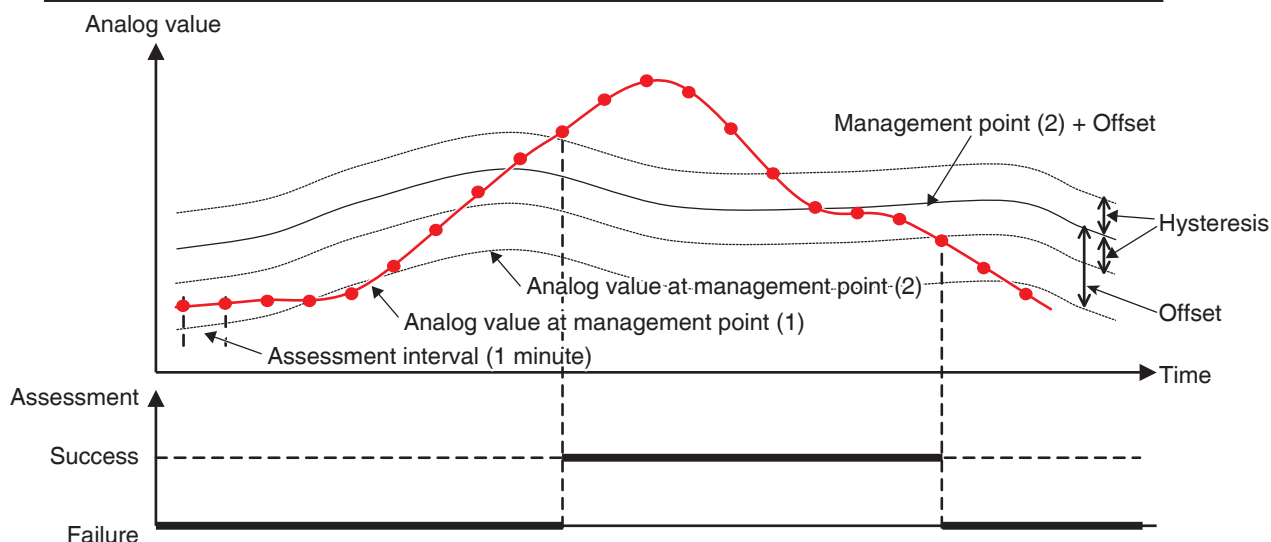 Analog value
Management point (2) + Offset
Hysteresis
Analog value at management point (2)
Offset
Analog value at management point (1)
Assessment interval (1 minute)
Time
Assessment
Success
Failure